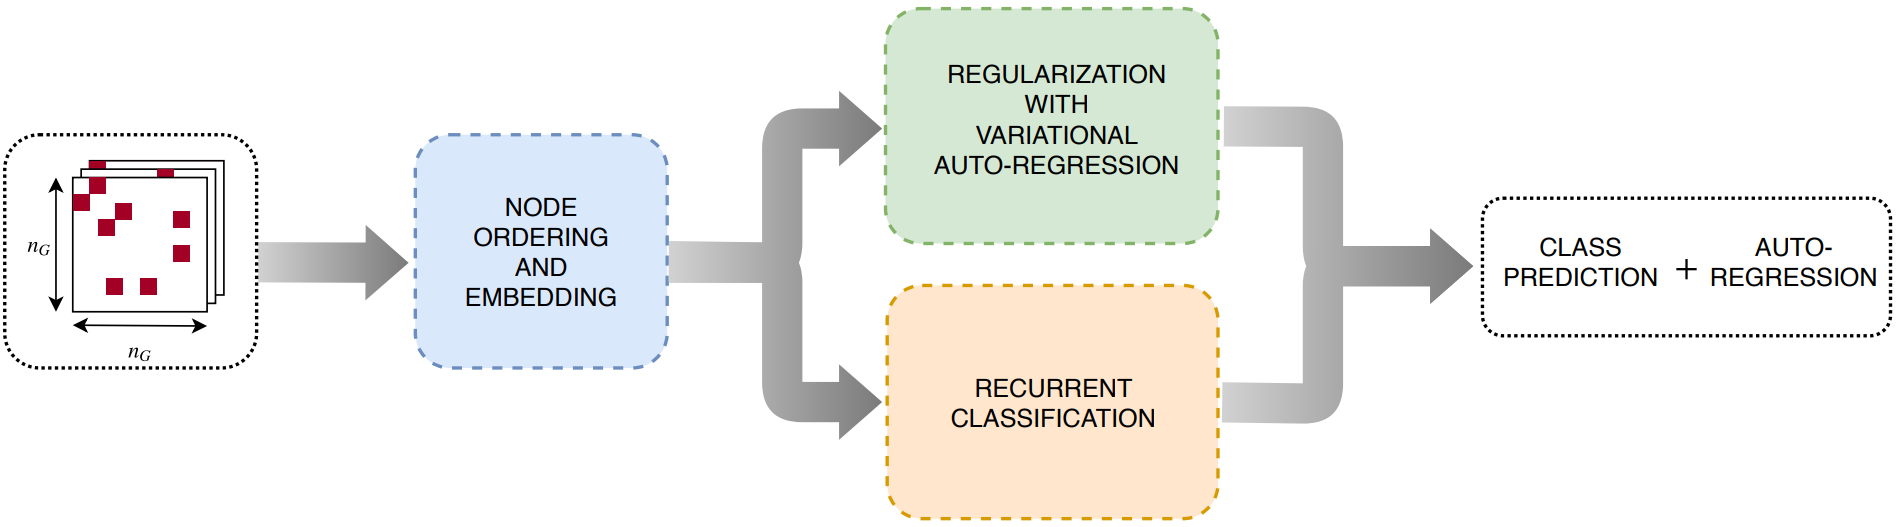 n_G
n_G
NODE
ORDERING
AND
EMBEDDING
REGULARIZATION
WITH
VARIATIONAL
AUTO-REGRESSION
RECURRENT
CLASSIFICATION
CLASS
PREDICTION
+
AUTO-
REGRESSION